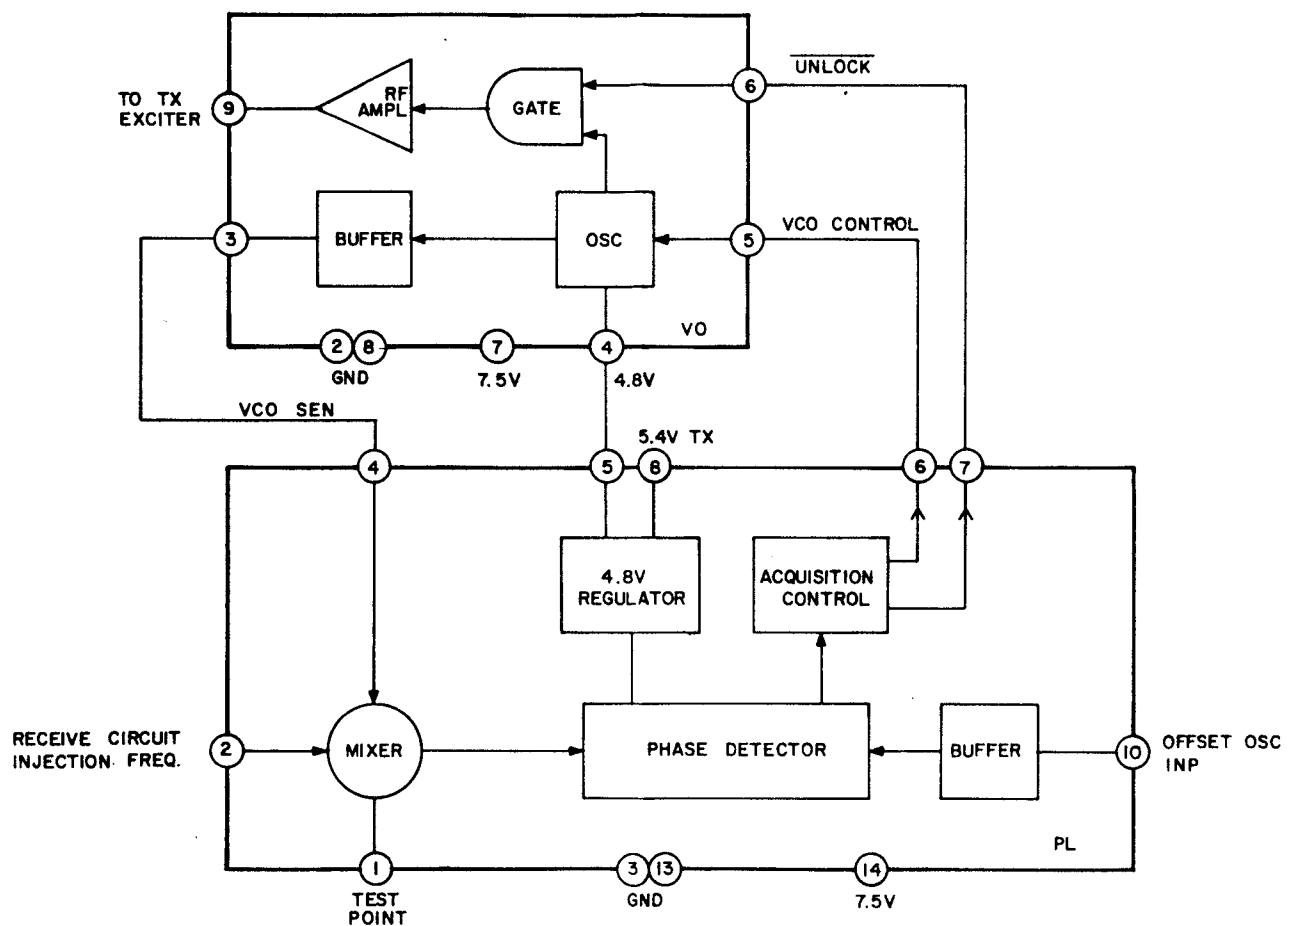 UNLOCK
6
TO TX
EXCITER
9
RF
AMPL
GATE
3
BUFFER
OSC
5
VCO CONTROL
2
8
7
4
VO
GND
7.5V
4.8V
VCO SEN
5.4V TX
4
5
8
6
7
4.8V
REGULATOR
ACQUISITION
CONTROL
RECEIVE CIRCUIT
INJECTION FREQ.
2
MIXER
PHASE DETECTOR
BUFFER
10
OFFSET OSC
INP
PL
1
3
13
14
TEST
POINT
GND
7.5V